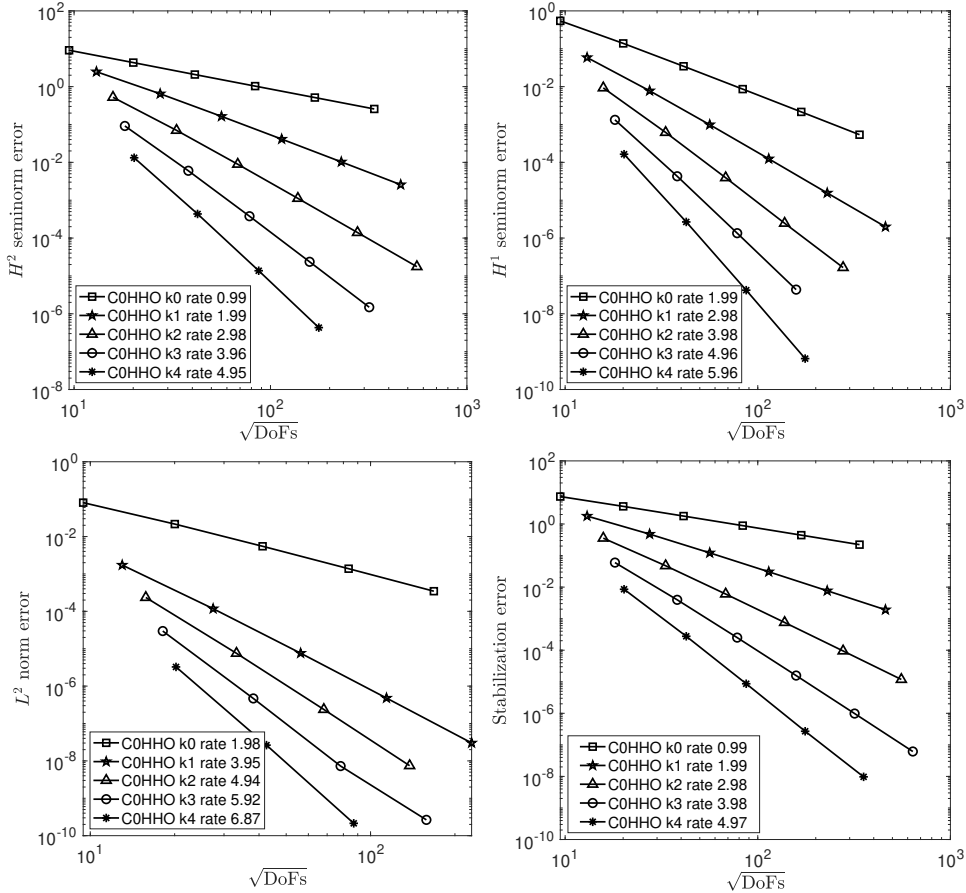 10^2
10^0
10^-2
10^-4
10^-6
10^-8
H^2 seminorm error
C0HHO k0 rate 0.99
C0HHO k1 rate 1.99
C0HHO k2 rate 2.98
C0HHO k3 rate 3.96
C0HHO k4 rate 4.95
10^1
10^2
10^3
√DoFs
10^0
10^-2
10^-4
10^-6
10^-8
10^-10
H^1 seminorm error
C0HHO k0 rate 1.99
C0HHO k1 rate 2.98
C0HHO k2 rate 3.98
C0HHO k3 rate 4.96
C0HHO k4 rate 5.96
10^1
10^2
10^3
√DoFs
10^0
10^-2
10^-4
10^-6
10^-8
10^-10
L^2 norm error
C0HHO k0 rate 1.98
C0HHO k1 rate 3.95
C0HHO k2 rate 4.94
C0HHO k3 rate 5.92
C0HHO k4 rate 6.87
10^1
10^2
√DoFs
10^2
10^0
10^-2
10^-4
10^-6
10^-8
10^-10
Stabilization error
C0HHO k0 rate 0.99
C0HHO k1 rate 1.99
C0HHO k2 rate 2.98
C0HHO k3 rate 3.98
C0HHO k4 rate 4.97
10^1
10^2
10^3
√DoFs